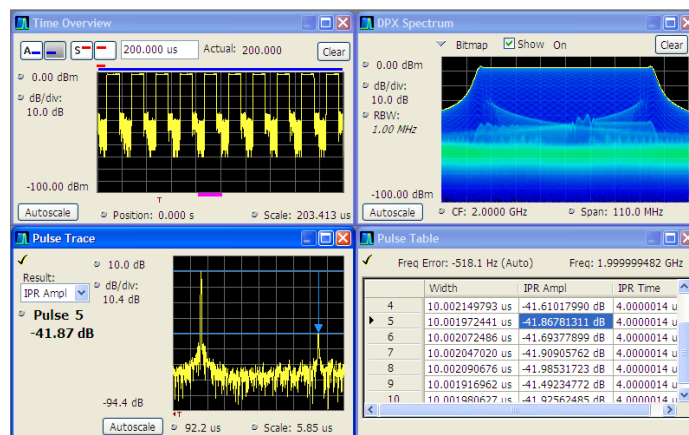 Time Overview
A S 200.000 us Actual: 200.000 Clear
0.00 dBm
dB/div:
10.0 dB
-100.00 dBm
T
Autoscale Position: 0.000 s Scale: 203.413 us
DPX Spectrum
Bitmap Show On Clear
0.00 dBm
dB/div:
10.0 dB
RBW:
1.00 MHz
-100.00 dBm
Autoscale CF: 2.0000 GHz Span: 110.0 MHz
Pulse Trace
Result: 10.0 dB
IPR Ampl dB/div:
10.4 dB
Pulse 5
-41.87 dB
-94.4 dB
T
Autoscale 92.2 us Scale: 5.85 us
Pulse Table
Freq Error: -518.1 Hz (Auto) Freq: 1.999999482 GHz
Width IPR Ampl IPR Time
4 10.002149793 us -41.61017990 dB 4.0000014 u
5 10.001972441 us -41.86781311 dB 4.0000014 u
6 10.002072486 us -41.69377899 dB 4.0000014 u
7 10.002047020 us -41.90905762 dB 4.0000014 u
8 10.002090676 us -41.98531723 dB 4.0000014 u
9 10.001916962 us -41.49234772 dB 4.0000014 u
10 10.001980627 us -41.92562485 dB 4.0000014 u